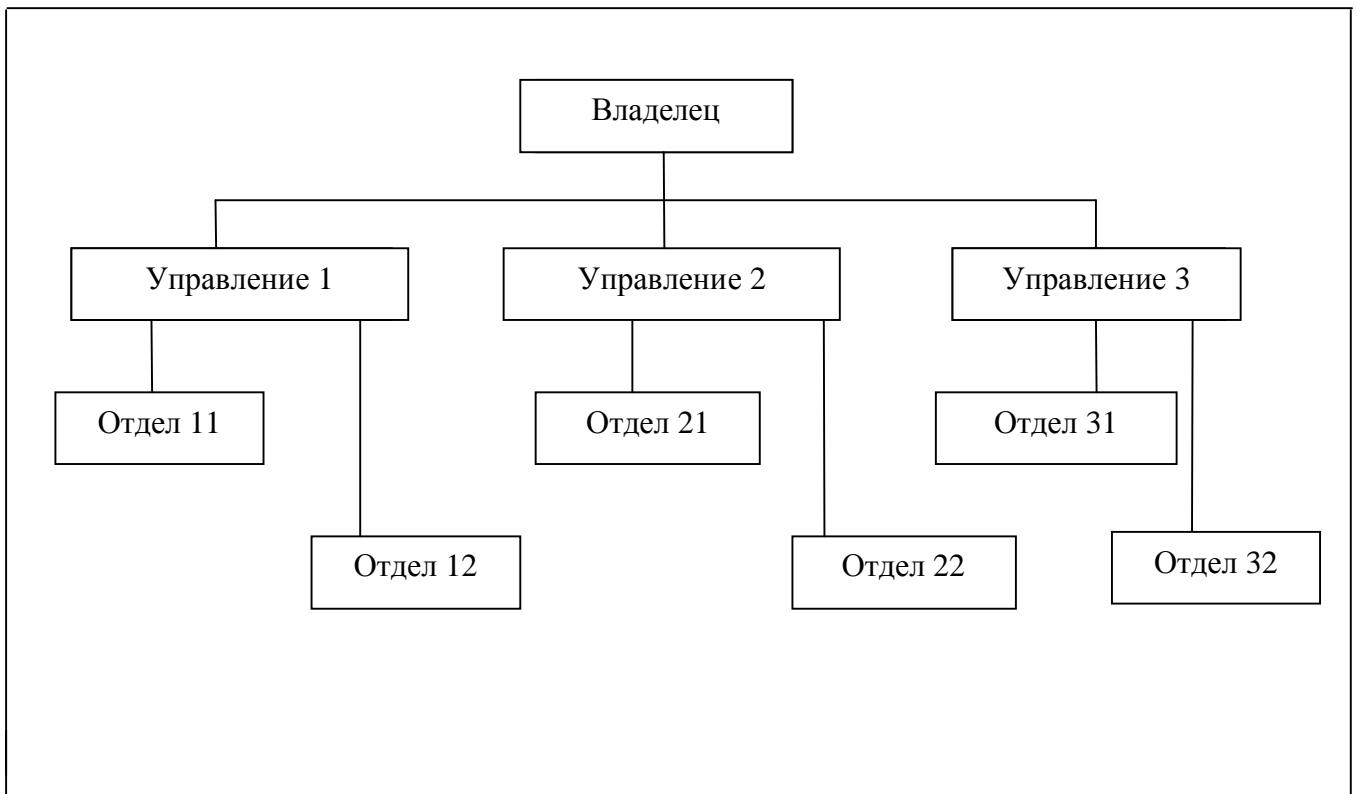 Владелец
Управление 1
Управление 2
Управление 3
Отдел 11
Отдел 21
Отдел 31
Отдел 12
Отдел 22
Отдел 32